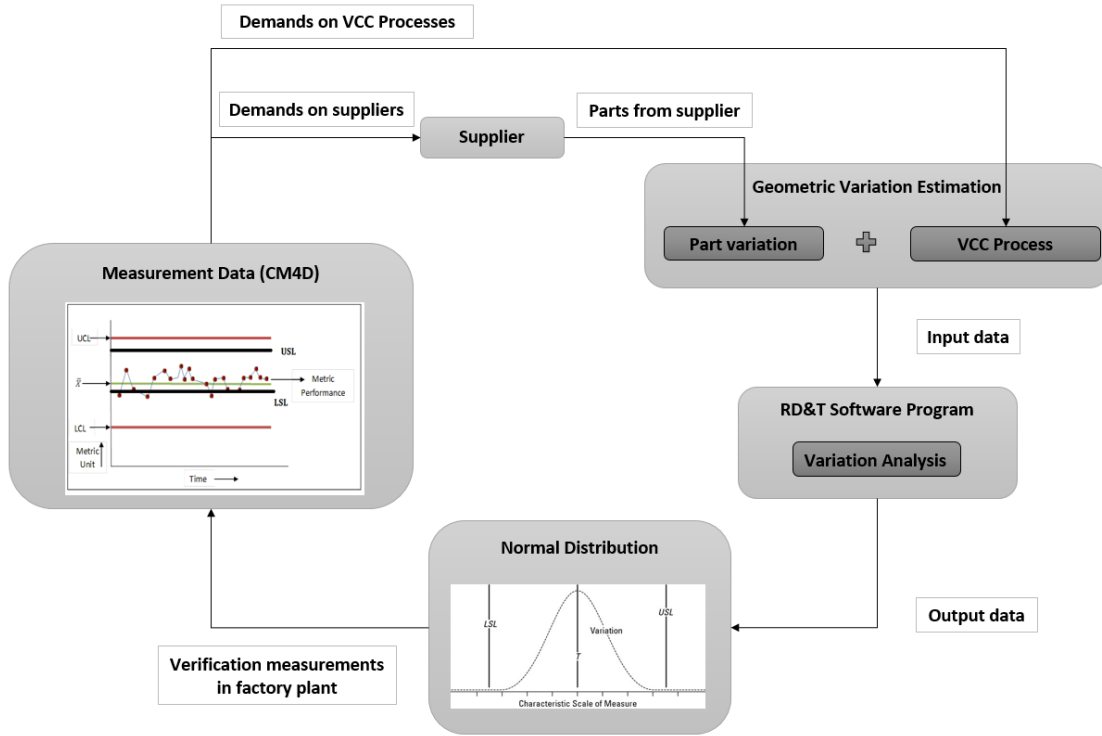 Demands on VCC Processes
Demands on suppliers
Parts from supplier
Supplier
Geometric Variation Estimation
Part variation
VCC Process
Measurement Data (CM4D)
UCL
USL
X̿
Metric
Performance
LSL
LCL
Metric
Unit
Time
Input data
RD&T Software Program
Variation Analysis
Normal Distribution
LSL
USL
Variation
T
Characteristic Scale of Measure
Output data
Verification measurements
in factory plant